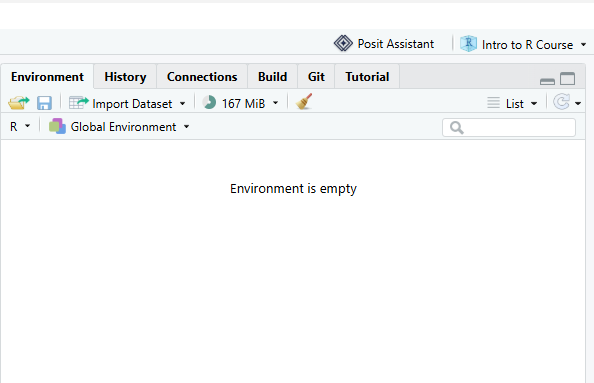 Posit Assistant R Intro to R Course
Environment History Connections Build Git Tutorial
Import Dataset 167 MiB List
R Global Environment
Environment is empty